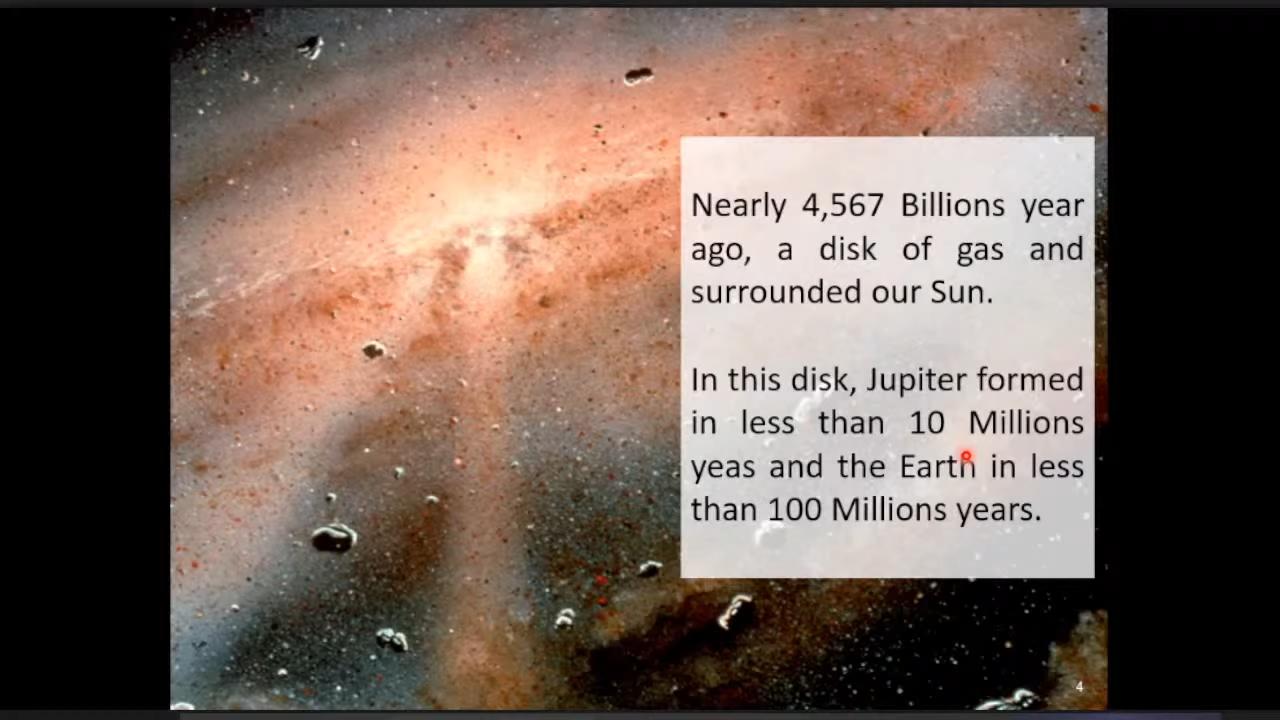 Nearly 4,567 Billions year
ago, a disk of gas and
surrounded our Sun.
In this disk, Jupiter formed
in less than 10 Millions
yeas and the Earth in less
than 100 Millions years.
4